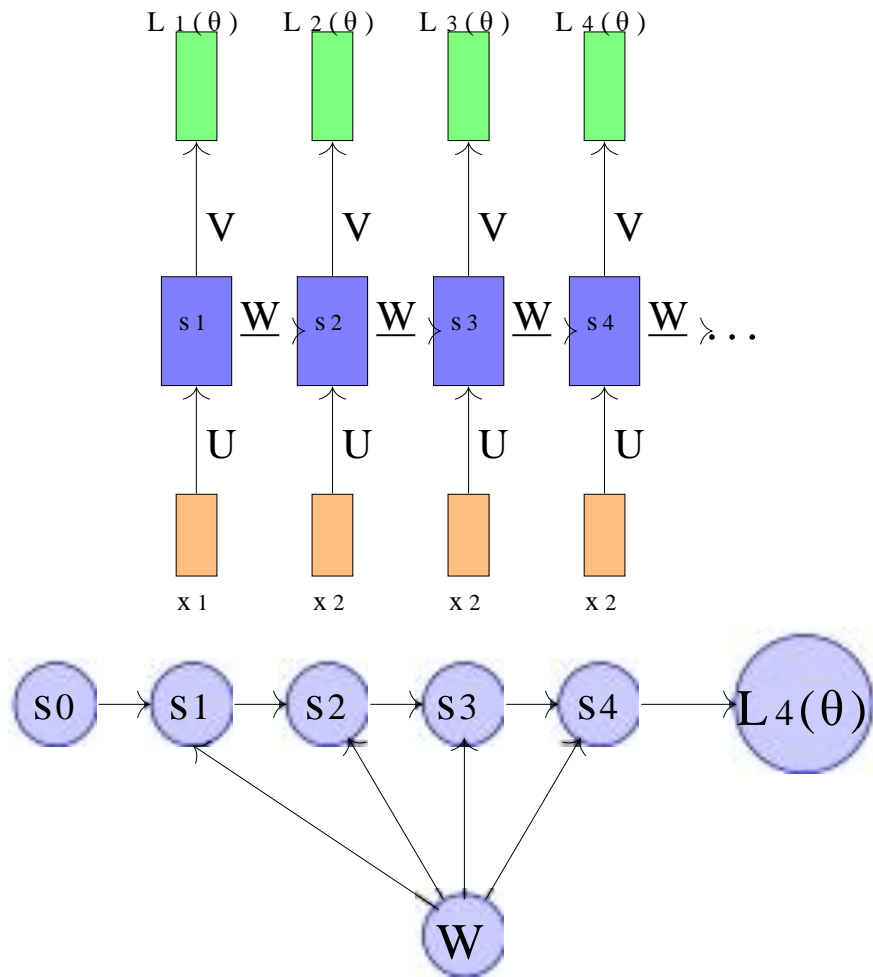 L 1 ( θ ) L 2 ( θ ) L 3 ( θ ) L 4 ( θ )
V V V V
s 1 W s 2 W s 3 W s 4 W . . .
U U U U
x 1 x 2 x 2 x 2
s0 s1 s2 s3 s4 L 4 ( θ )
W